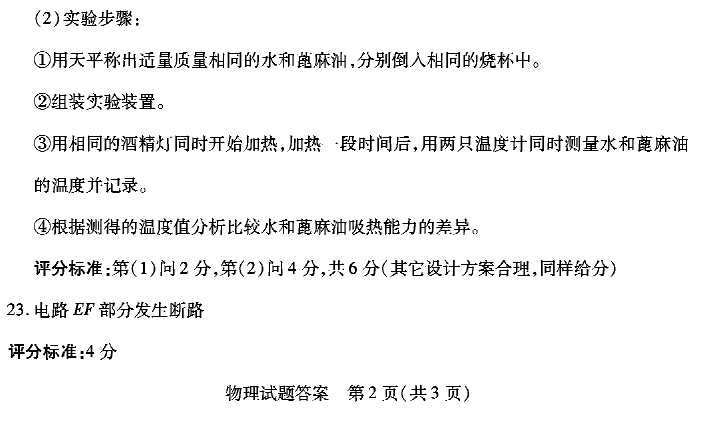 (2)实验步骤:
①用天平称出适量质量相同的水和蓖麻油,分别倒入相同的烧杯中。
②组装实验装置。
③用相同的酒精灯同时开始加热,加热一段时间后,用两只温度计同时测量水和蓖麻油
的温度并记录。
④根据测得的温度值分析比较水和蓖麻油吸热能力的差异。
评分标准:第(1)问2分,第(2)问4分,共6分(其它设计方案合理,同样给分)
23.电路EF部分发生断路
评分标准:4分
物理试题答案 第2页(共3页)